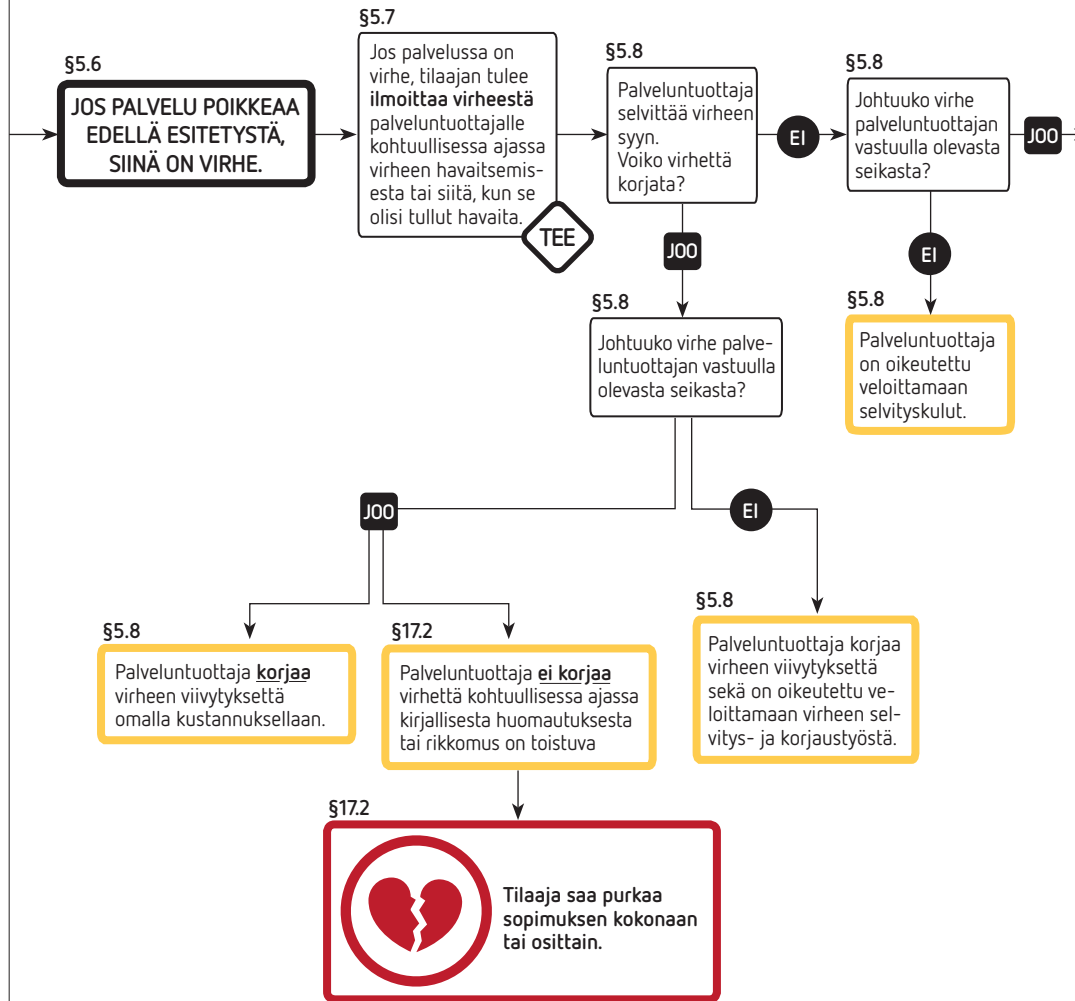 §5.6
JOS PALVELU POIKKEAA
EDELLÄ ESITETYSTÄ,
SIINÄ ON VIRHE.
§5.7
Jos palvelussa on
virhe, tilaajan tulee
ilmoittaa virheestä
palveluntuottajalle
kohtuullisessa ajassa
virheen havaitsemis-
esta tai siitä, kun se
olisi tullut havaita.
TEE
§5.8
Palveluntuottaja
selvittää virheen
syyn.
Voiko virhettä
korjata?
EI
§5.8
Johtuuko virhe
palveluntuottajan
vastuulla olevasta
seikasta?
JOO
JOO
EI
§5.8
Johtuuko virhe palve-
luntuottajan vastuulla
olevasta seikasta?
§5.8
Palveluntuottaja
on oikeutettu
veloittamaan
selvityskulut.
JOO
EI
§5.8
Palveluntuottaja korjaa
virheen viivytyksettä
omalla kustannuksellaan.
§17.2
Palveluntuottaja ei korjaa
virhettä kohtuullisessa ajassa
kirjallisesta huomautuksesta
tai rikkomus on toistuva
§5.8
Palveluntuottaja korjaa
virheen viivytyksettä
sekä on oikeutettu ve-
loittamaan virheen sel-
vitys- ja korjaustyöstä.
§17.2
Tilaaja saa purkaa
sopimuksen kokonaan
tai osittain.